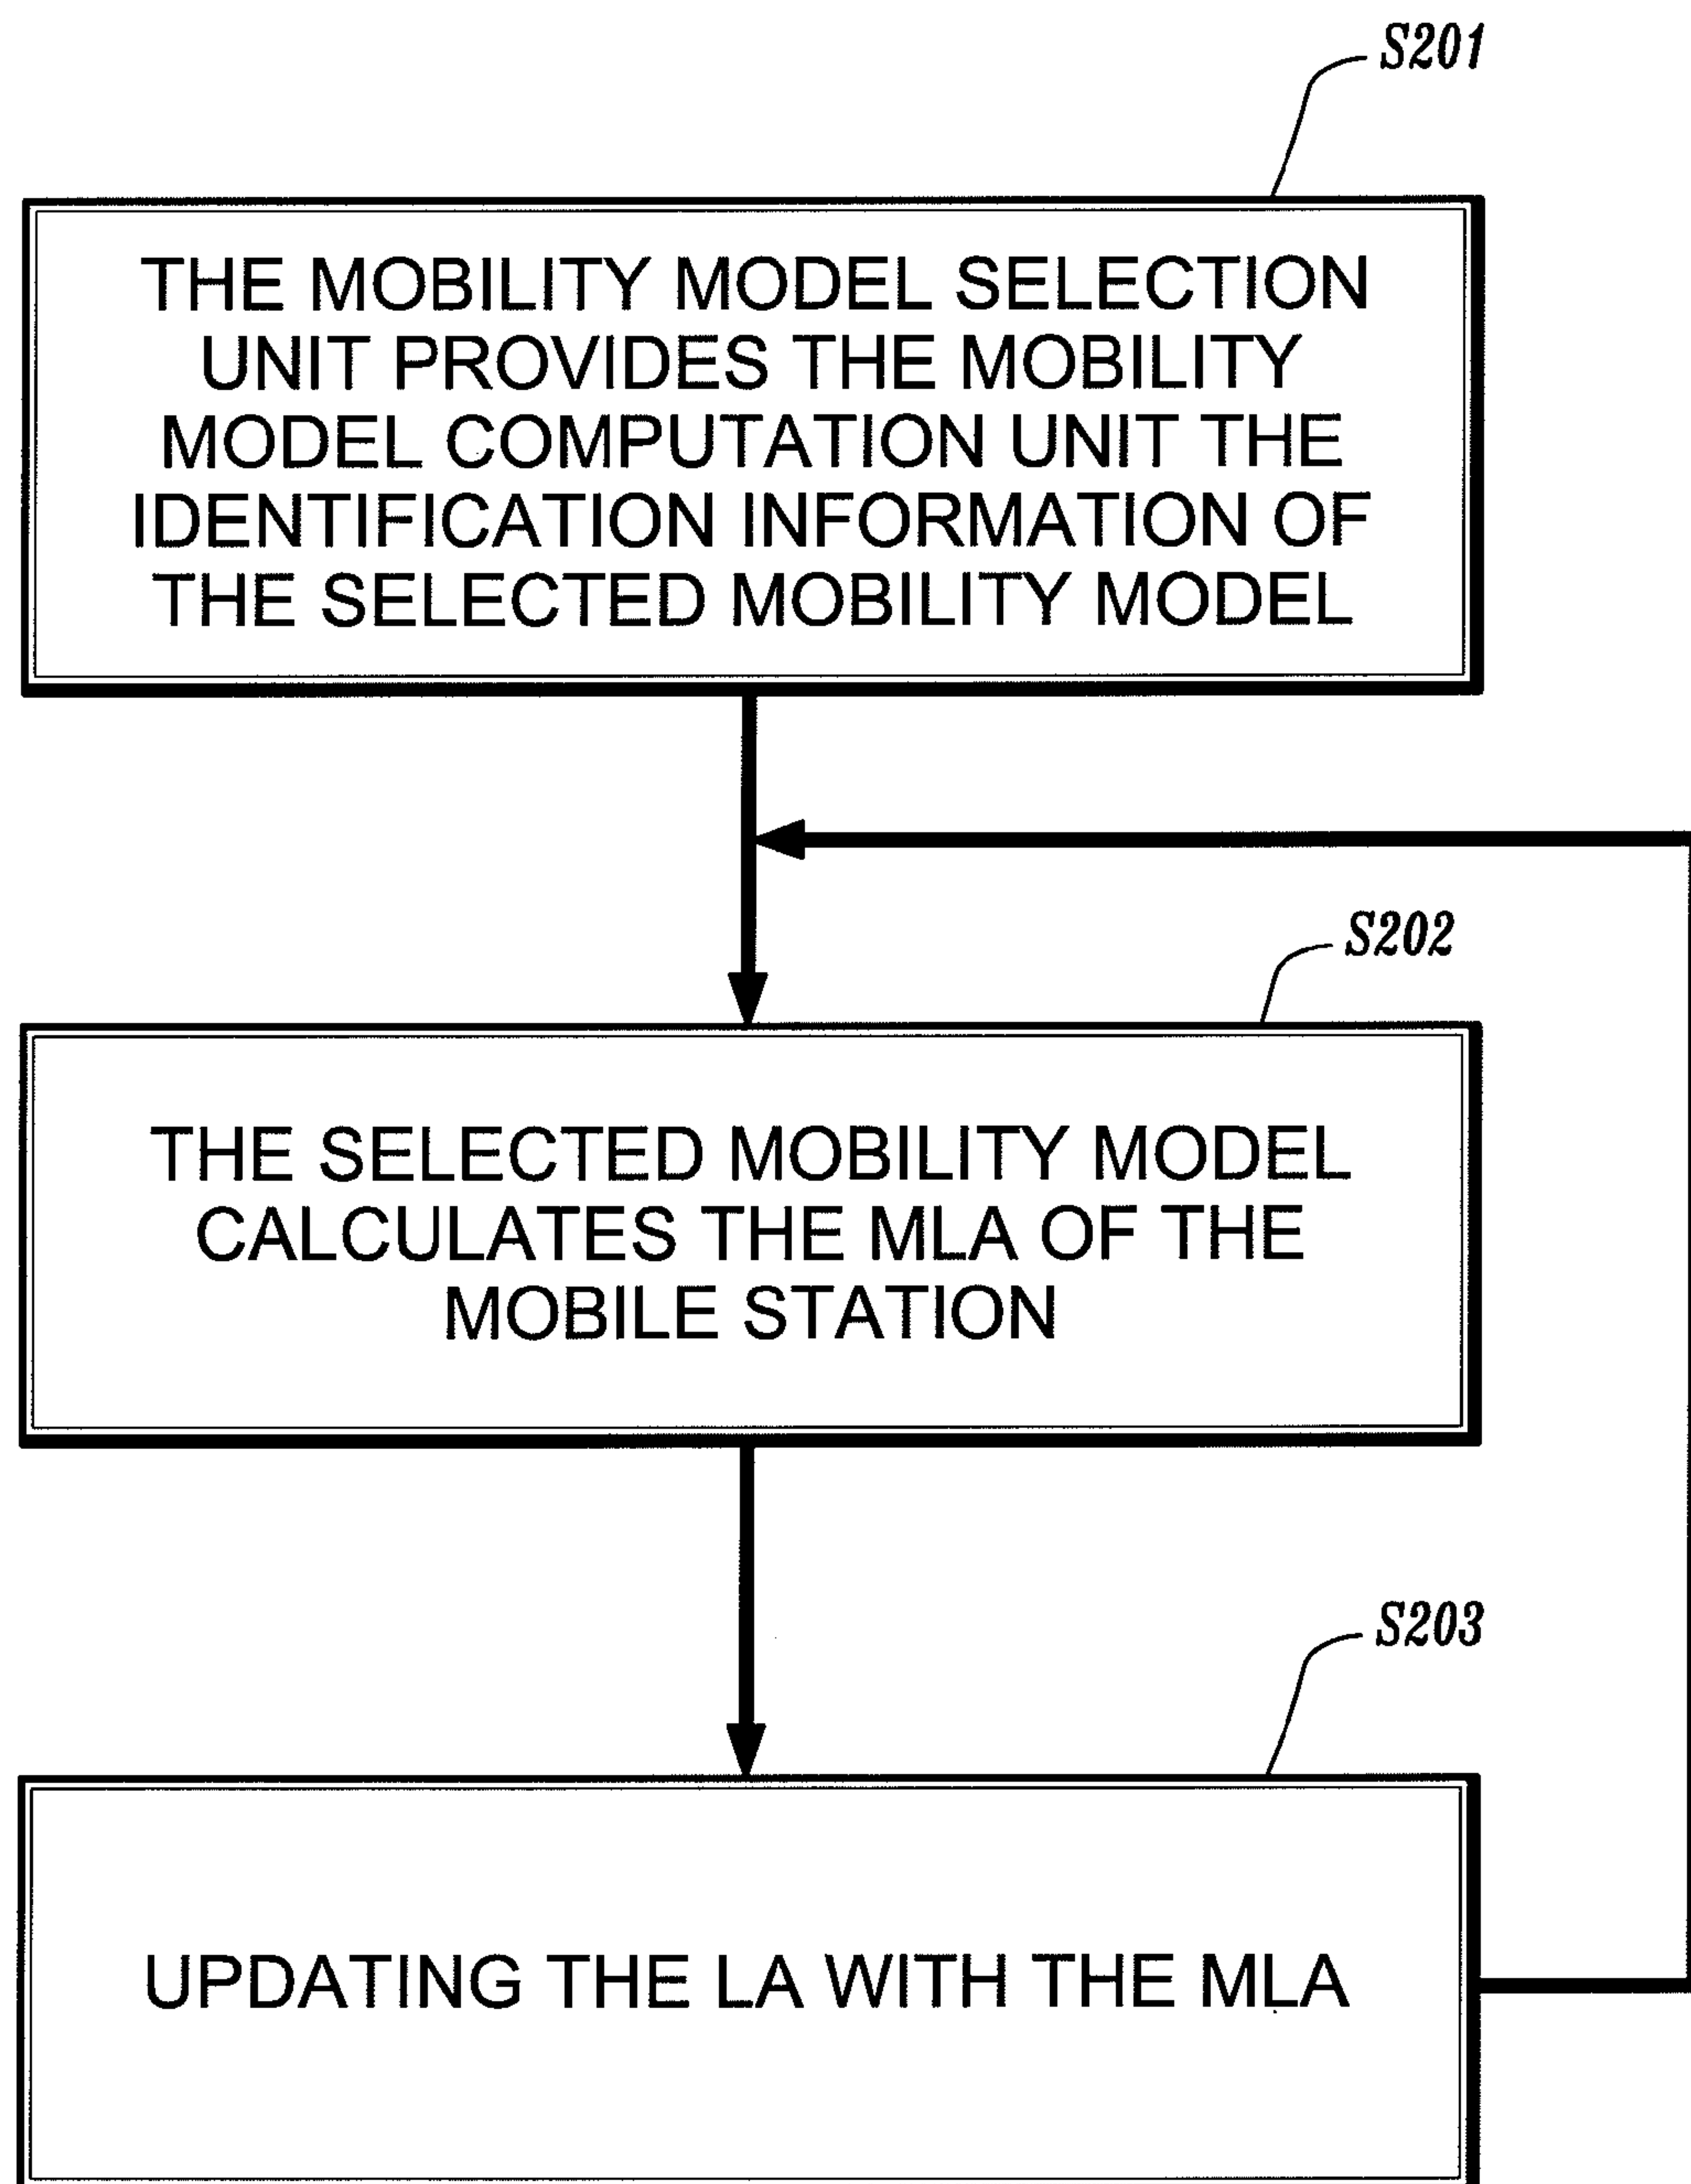 S201
THE MOBILITY MODEL SELECTION
UNIT PROVIDES THE MOBILITY
MODEL COMPUTATION UNIT THE
IDENTIFICATION INFORMATION OF
THE SELECTED MOBILITY MODEL
S202
THE SELECTED MOBILITY MODEL
CALCULATES THE MLA OF THE
MOBILE STATION
S203
UPDATING THE LA WITH THE MLA